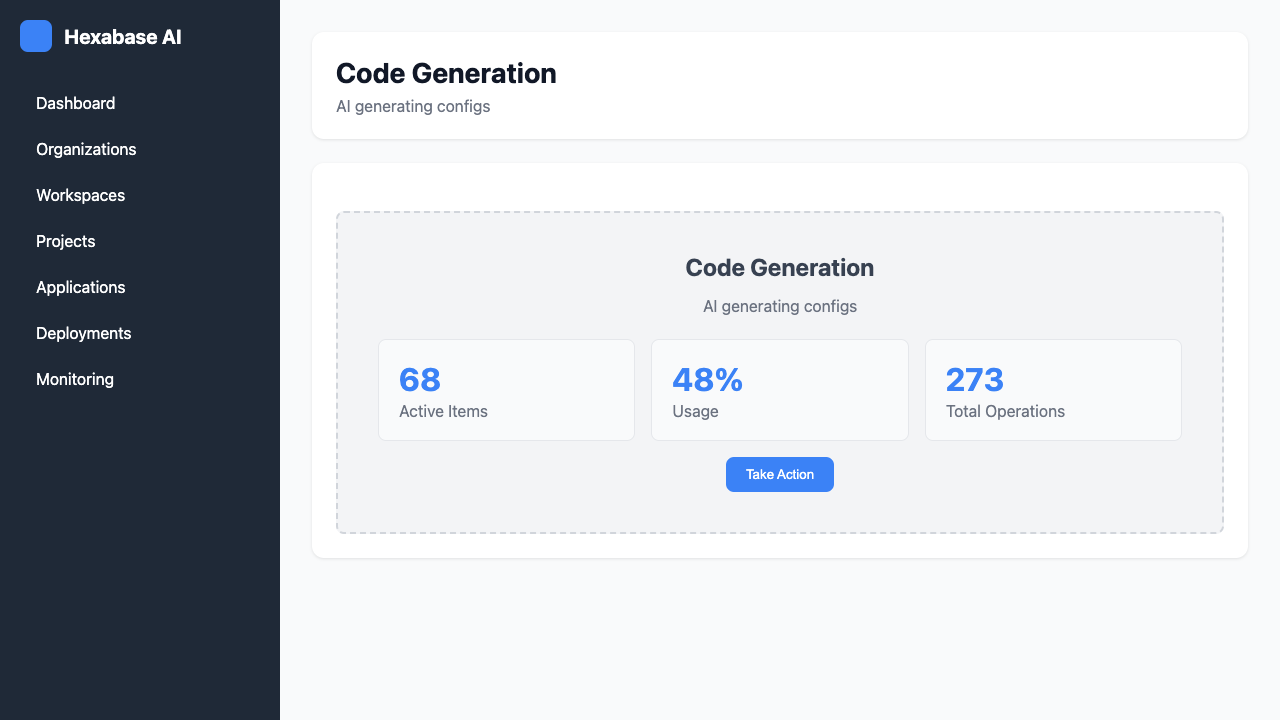 Hexabase AI
Dashboard
Organizations
Workspaces
Projects
Applications
Deployments
Monitoring
Code Generation
AI generating configs
Code Generation
AI generating configs
68
Active Items
48%
Usage
273
Total Operations
Take Action